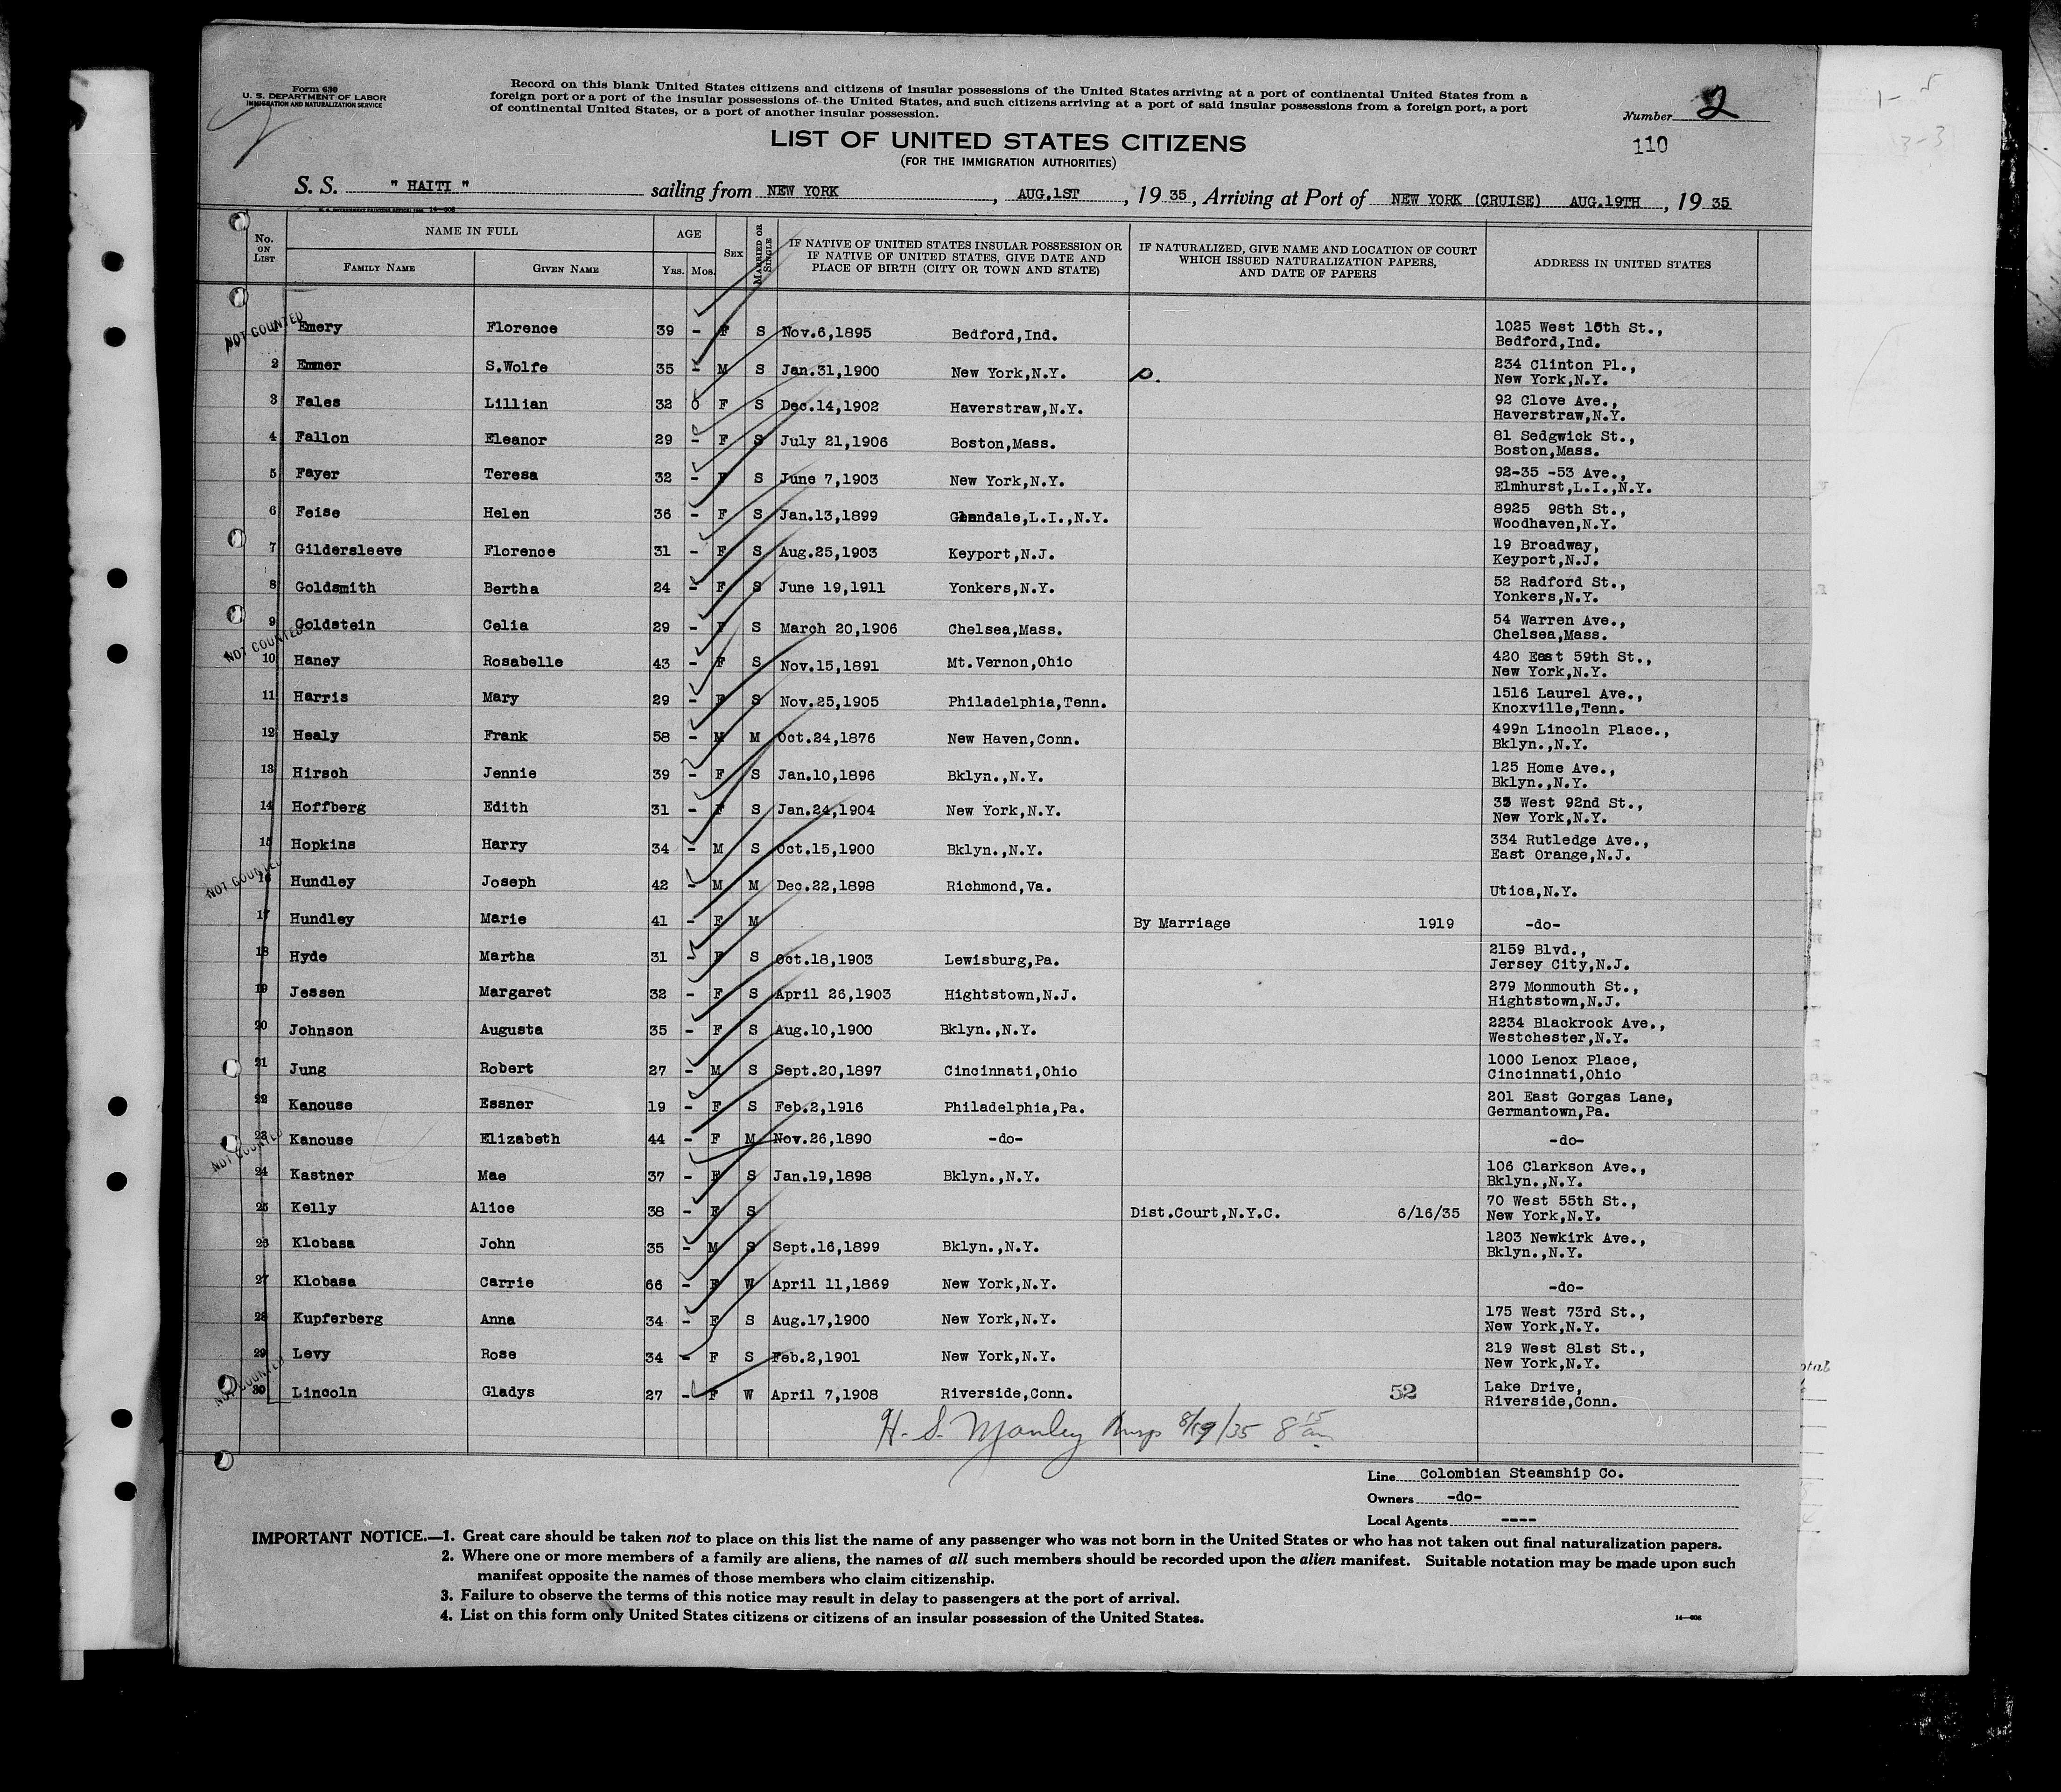 Form 630
U. S. DEPARTMENT OF LABOR
IMMIGRATION AND NATURALIZATION SERVICE
Record on this blank United States citizens and citizens of insular possessions of the United States arriving at a port of continental United States from a
foreign port or a port of the insular possessions of the United States, and such citizens arriving at a port of said insular possessions from a foreign port, a port
of continental United States, or a port of another insular possession.
Number 2
110
LIST OF UNITED STATES CITIZENS
(FOR THE IMMIGRATION AUTHORITIES)
S. S. " HAITI " sailing from NEW YORK, AUG.1ST, 19 35, Arriving at Port of NEW YORK (CRUISE) AUG.19TH, 19 35
No. ON LIST
NAME IN FULL
FAMILY NAME
GIVEN NAME
AGE
Yrs. Mos.
SEX
MARRIED OR SINGLE
IF NATIVE OF UNITED STATES INSULAR POSSESSION OR
IF NATIVE OF UNITED STATES, GIVE DATE AND
PLACE OF BIRTH (CITY OR TOWN AND STATE)
IF NATURALIZED, GIVE NAME AND LOCATION OF COURT
WHICH ISSUED NATURALIZATION PAPERS,
AND DATE OF PAPERS
ADDRESS IN UNITED STATES
NOT COUNTED Emery Florence 39 - F S Nov.6,1895 Bedford,Ind. 1025 West 15th St.,
Bedford,Ind.
2 Emmer S.Wolfe 35 - M S Jan.31,1900 New York,N.Y. 234 Clinton Pl.,
New York,N.Y.
3 Fales Lillian 32 F S Dec.14,1902 Haverstraw,N.Y. 92 Clove Ave.,
Haverstraw,N.Y.
4 Fallon Eleanor 29 - F S July 21,1906 Boston,Mass. 81 Sedgwick St.,
Boston,Mass.
5 Fayer Teresa 32 - F S June 7,1903 New York,N.Y. 92-35 -53 Ave.,
Elmhurst,L.I.,N.Y.
6 Feise Helen 36 - F S Jan.13,1899 Glendale,L.I.,N.Y. 8925 98th St.,
Woodhaven,N.Y.
7 Gildersleeve Florence 31 - F S Aug.25,1903 Keyport,N.J. 19 Broadway,
Keyport,N.J.
8 Goldsmith Bertha 24 - F S June 19,1911 Yonkers,N.Y. 52 Radford St.,
Yonkers,N.Y.
9 Goldstein Celia 29 - F S March 20,1906 Chelsea,Mass. 54 Warren Ave.,
Chelsea,Mass.
NOT COUNTED 10 Haney Rosabelle 43 - F S Nov.15,1891 Mt.Vernon,Ohio 420 East 59th St.,
New York,N.Y.
11 Harris Mary 29 - F S Nov.25,1905 Philadelphia,Tenn. 1516 Laurel Ave.,
Knoxville,Tenn.
12 Healy Frank 58 - M M Oct.24,1876 New Haven,Conn. 499n Lincoln Place.,
Bklyn.,N.Y.
13 Hirsch Jennie 39 - F S Jan.10,1896 Bklyn.,N.Y. 125 Home Ave.,
Bklyn.,N.Y.
14 Hoffberg Edith 31 - F S Jan.24,1904 New York,N.Y. West 92nd St.,
New York,N.Y.
15 Hopkins Harry 34 - M S Oct.15,1900 Bklyn.,N.Y. 334 Rutledge Ave.,
East Orange,N.J.
NOT COUNTED 16 Hundley Joseph 42 - M M Dec.22,1898 Richmond,Va. Utica,N.Y.
17 Hundley Marie 41 - F M By Marriage 1919 -do-
18 Hyde Martha 31 - F S Oct.18,1903 Lewisburg,Pa. 2159 Blvd.,
Jersey City,N.J.
19 Jessen Margaret 32 - F S April 26,1903 Hightstown,N.J. 279 Monmouth St.,
Hightstown,N.J.
20 Johnson Augusta 35 - F S Aug.10,1900 Bklyn.,N.Y. 2234 Blackrock Ave.,
Westchester,N.Y.
21 Jung Robert 27 - M S Sept.20,1897 Cincinnati,Ohio 1000 Lenox Place,
Cincinnati,Ohio
22 Kanouse Essner 19 - F S Feb.2,1916 Philadelphia,Pa. 201 East Gorgas Lane,
Germantown,Pa.
NOT COUNTED 23 Kanouse Elizabeth 44 - F M Nov.26,1890 -do- -do-
24 Kastner Mae 37 - F S Jan.19,1898 Bklyn.,N.Y. 106 Clarkson Ave.,
Bklyn.,N.Y.
25 Kelly Alice 38 - F S Dist.Court,N.Y.C. 6/16/35 70 West 55th St.,
New York,N.Y.
26 Klobasa John 35 - M S Sept.16,1899 Bklyn.,N.Y. 1203 Newkirk Ave.,
Bklyn.,N.Y.
27 Klobasa Carrie 66 - F W April 11,1869 New York,N.Y. -do-
28 Kupferberg Anna 34 - F S Aug.17,1900 New York,N.Y. 175 West 73rd St.,
New York,N.Y.
29 Levy Rose 34 - F S Feb.2,1901 New York,N.Y. 219 West 81st St.,
New York,N.Y.
NOT COUNTED 30 Lincoln Gladys 27 - F W April 7,1908 Riverside,Conn. 52 Lake Drive,
Riverside,Conn.
H. S. Manley 8/19/35 8 15 am
Line Colombian Steamship Co.
Owners -do-
Local Agents ----
IMPORTANT NOTICE.—1. Great care should be taken not to place on this list the name of any passenger who was not born in the United States or who has not taken out final naturalization papers.
2. Where one or more members of a family are aliens, the names of all such members should be recorded upon the alien manifest. Suitable notation may be made upon such
manifest opposite the names of those members who claim citizenship.
3. Failure to observe the terms of this notice may result in delay to passengers at the port of arrival.
4. List on this form only United States citizens or citizens of an insular possession of the United States.